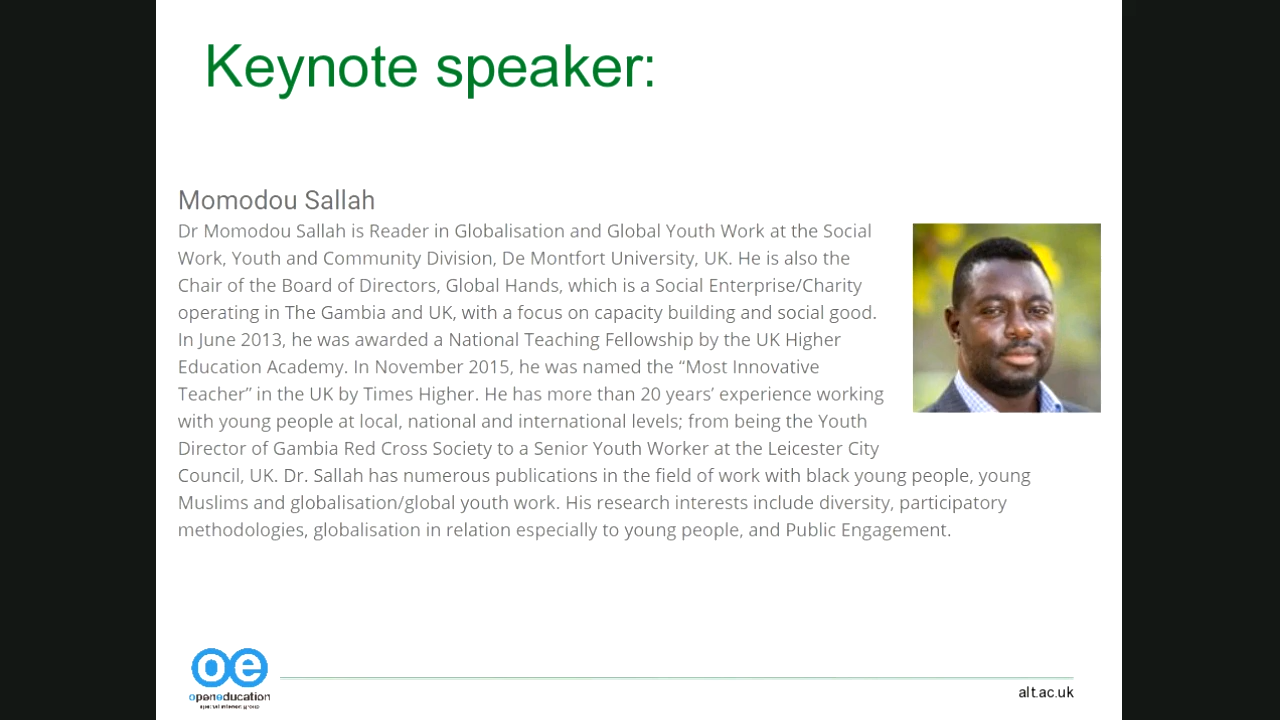 Keynote speaker:
Momodou Sallah
Dr Momodou Sallah is Reader in Globalisation and Global Youth Work at the Social
Work, Youth and Community Division, De Montfort University, UK. He is also the
Chair of the Board of Directors, Global Hands, which is a Social Enterprise/Charity
operating in The Gambia and UK, with a focus on capacity building and social good.
In June 2013, he was awarded a National Teaching Fellowship by the UK Higher
Education Academy. In November 2015, he was named the “Most Innovative
Teacher” in the UK by Times Higher. He has more than 20 years’ experience working
with young people at local, national and international levels; from being the Youth
Director of Gambia Red Cross Society to a Senior Youth Worker at the Leicester City
Council, UK. Dr. Sallah has numerous publications in the field of work with black young people, young
Muslims and globalisation/global youth work. His research interests include diversity, participatory
methodologies, globalisation in relation especially to young people, and Public Engagement.
oe
openeducation
special interest group
alt.ac.uk